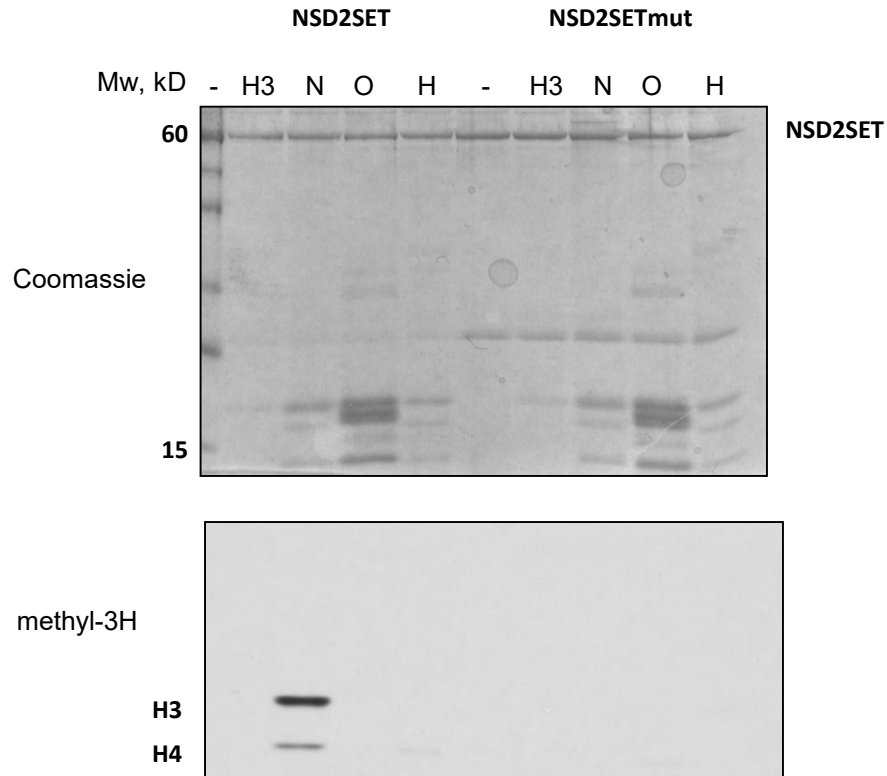 NSD2SET NSD2SETmut
Mw, kD - H3 N O H - H3 N O H
60 NSD2SET
Coomassie
15
methyl-3H
H3
H4